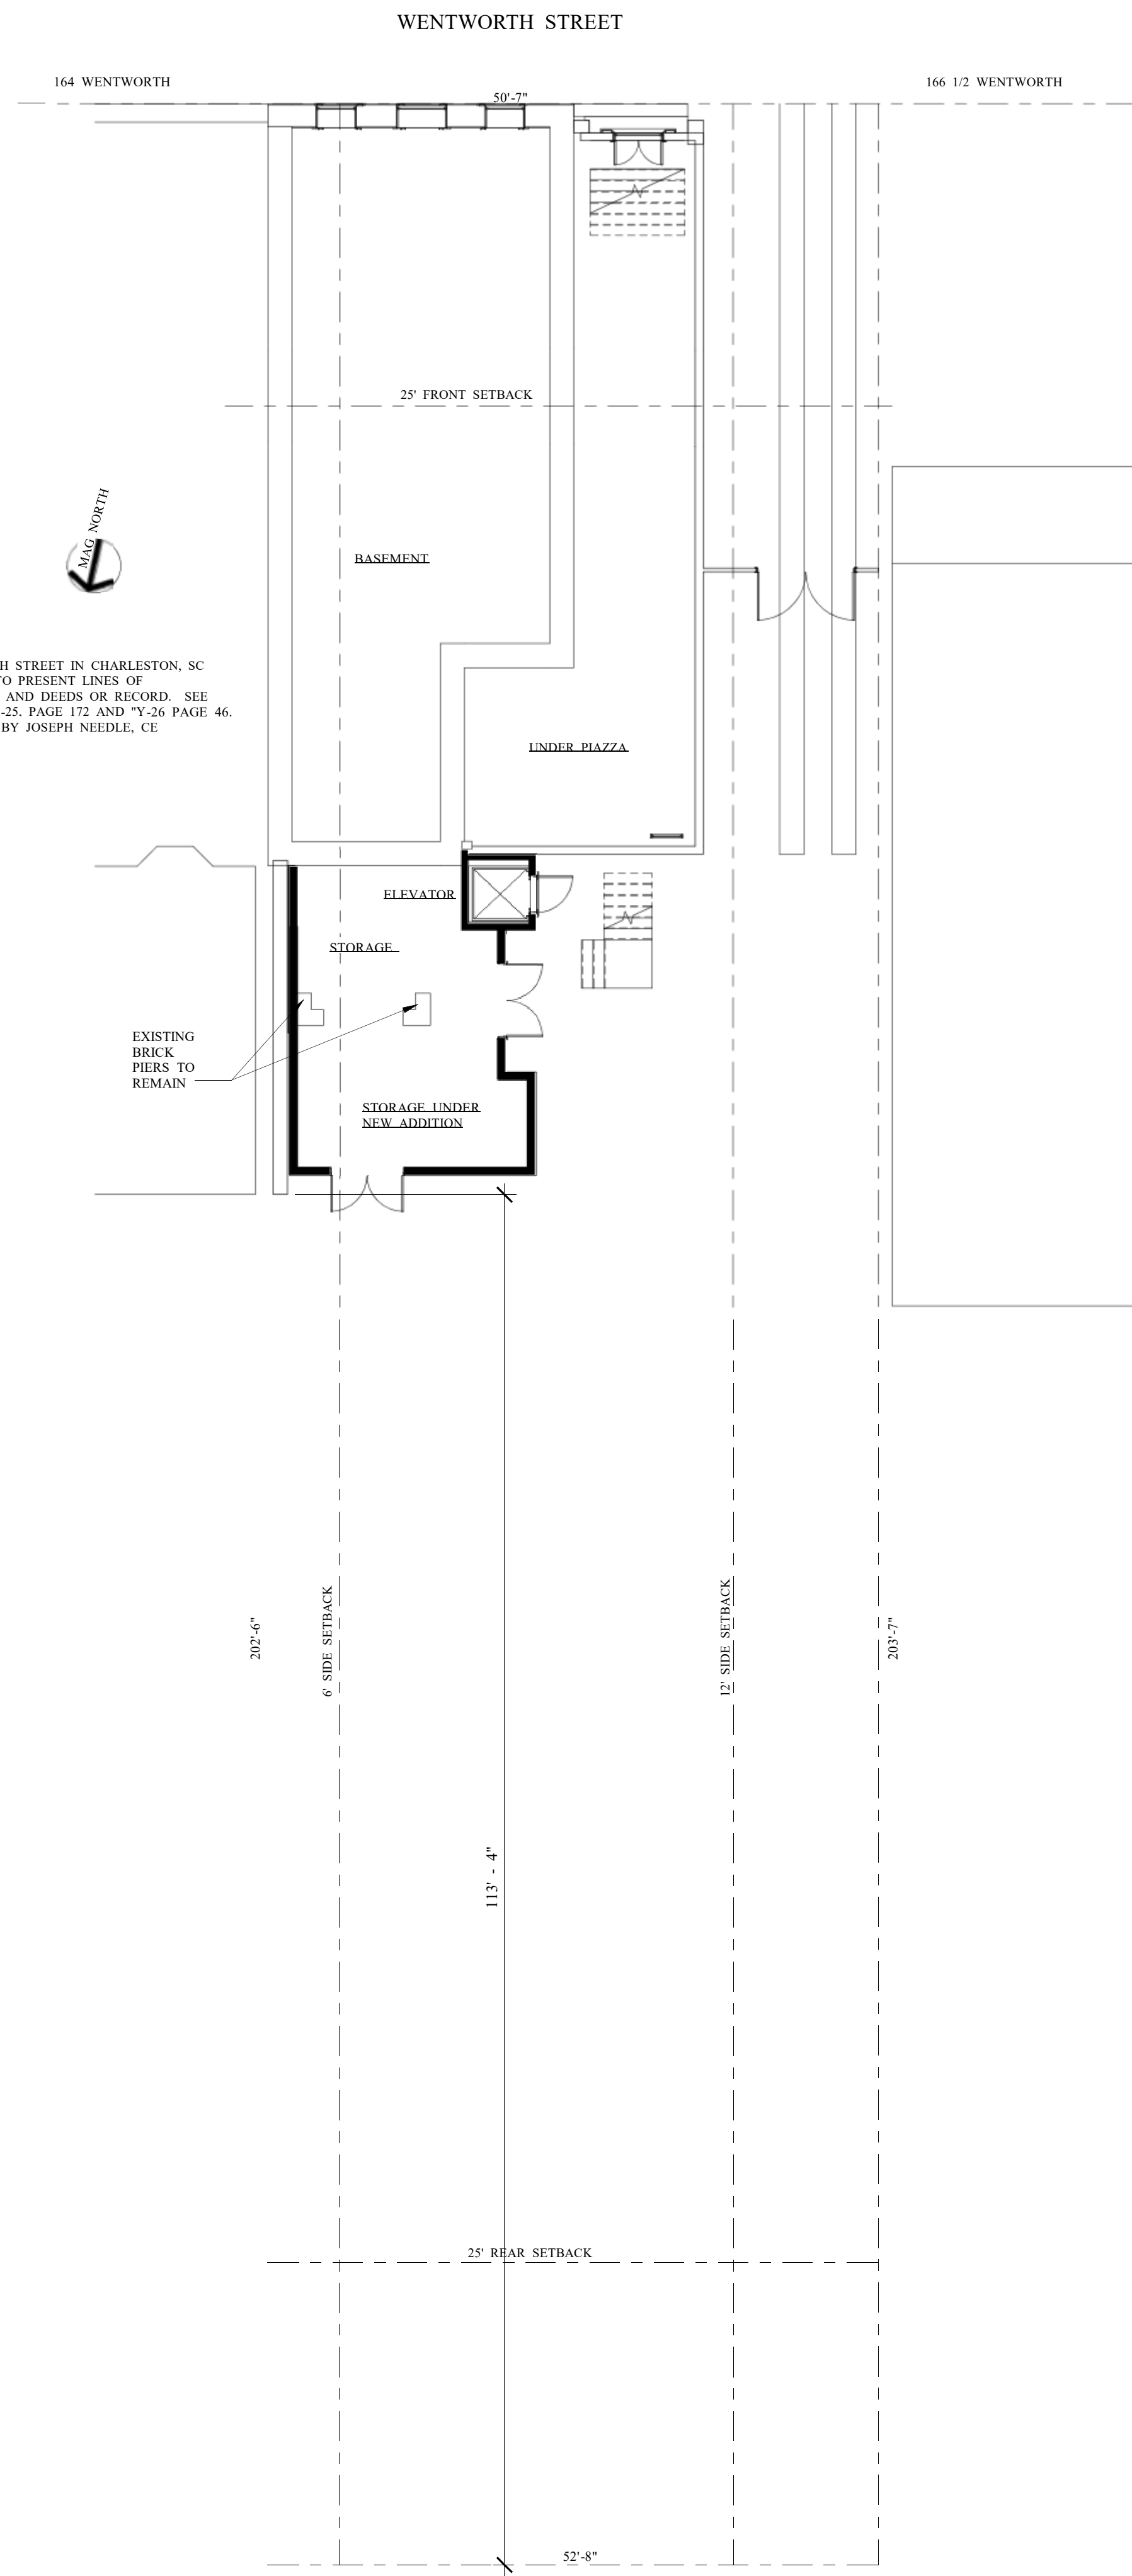 WENTWORTH STREET
164 WENTWORTH
166 1/2 WENTWORTH
50'-7"
25' FRONT SETBACK
MAG NORTH
BASEMENT
H STREET IN CHARLESTON, SC
TO PRESENT LINES OF
AND DEEDS OR RECORD. SEE
-25. PAGE 172 AND "Y-26 PAGE 46.
BY JOSEPH NEEDLE, CE
UNDER PIAZZA
ELEVATOR
STORAGE
EXISTING
BRICK
PIERS TO
REMAIN
STORAGE UNDER
NEW ADDITION
202'-6"
6' SIDE SETBACK
12' SIDE SETBACK
203'-7"
113' - 4"
25' REAR SETBACK
52'-8"